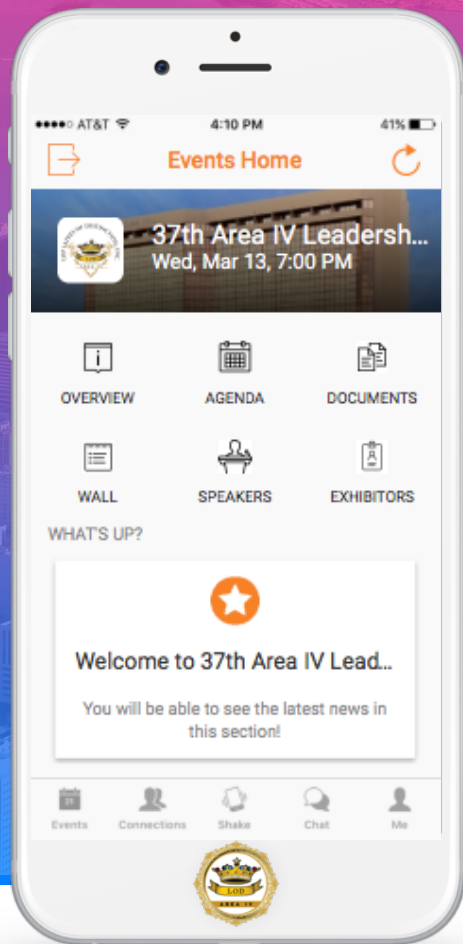 AT&T 4:10 PM 41%
Events Home
37th Area IV Leadersh...
Wed, Mar 13, 7:00 PM
OVERVIEW AGENDA DOCUMENTS
WALL SPEAKERS EXHIBITORS
WHAT'S UP?
Welcome to 37th Area IV Lead...
You will be able to see the latest news in
this section!
Events Connections Shake Chat Me
LOD
AREA IV